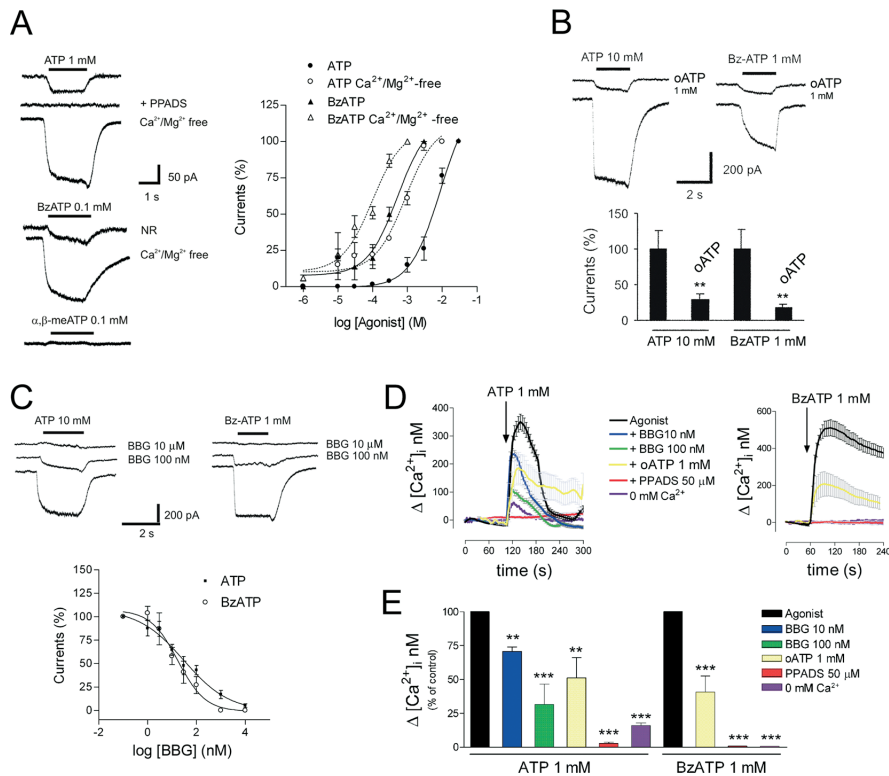 A
ATP 1 mM
+ PPADS
Ca²⁺/Mg²⁺ free
50 pA
1 s
BzATP 0.1 mM
NR
Ca²⁺/Mg²⁺ free
α,β-meATP 0.1 mM
ATP
ATP Ca²⁺/Mg²⁺-free
BzATP
BzATP Ca²⁺/Mg²⁺ -free
Currents (%)
125
100
75
50
25
0
-6 -5 -4 -3 -2 -1
log [Agonist] (M)
B
ATP 10 mM
oATP
1 mM
Bz-ATP 1 mM
oATP
1 mM
200 pA
2 s
Currents (%)
150
100
50
0
oATP
**
oATP
**
ATP 10 mM
BzATP 1 mM
C
ATP 10 mM
BBG 10 μM
BBG 100 nM
Bz-ATP 1 mM
BBG 10 μM
BBG 100 nM
200 pA
2 s
ATP
BzATP
Currents (%)
150
125
100
75
50
25
0
0 2 4
log [BBG] (nM)
D
ATP 1 mM
Δ [Ca²⁺]i nM
400
300
200
100
0
0 60 120 180 240 300
time (s)
Agonist
+ BBG10 nM
+ BBG 100 nM
+ oATP 1 mM
+ PPADS 50 μM
0 mM Ca²⁺
BzATP 1 mM
Δ [Ca²⁺]i nM
600
400
200
0
0 60 120 180 240
time (s)
E
Δ [Ca²⁺]i nM
(% of control)
100
75
50
25
0
**
***
**
***
***
***
***
***
Agonist
BBG 10 nM
BBG 100 nM
oATP 1 mM
PPADS 50 μM
0 mM Ca²⁺
ATP 1 mM
BzATP 1 mM